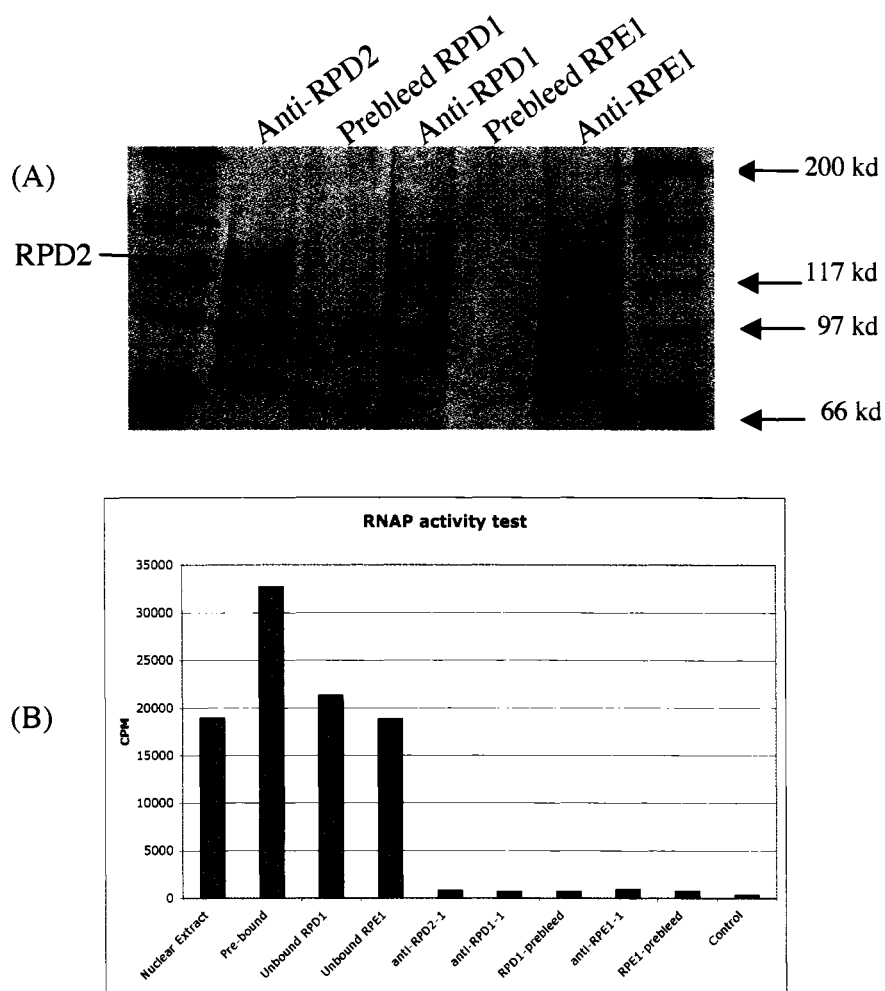 Anti-RPD2
Prebleed RPD1
Anti-RPD1
Prebleed RPE1
Anti-RPE1
(A)
200 kd
RPD2
117 kd
97 kd
66 kd
(B)
RNAP activity test
35000
30000
25000
20000
15000
10000
5000
0
CPM
Nuclear Extract
Pre-bound
Unbound RPD1
Unbound RPE1
anti-RPD2-1
anti-RPD1-1
RPD1-prebleed
anti-RPE1-1
RPE1-prebleed
Control